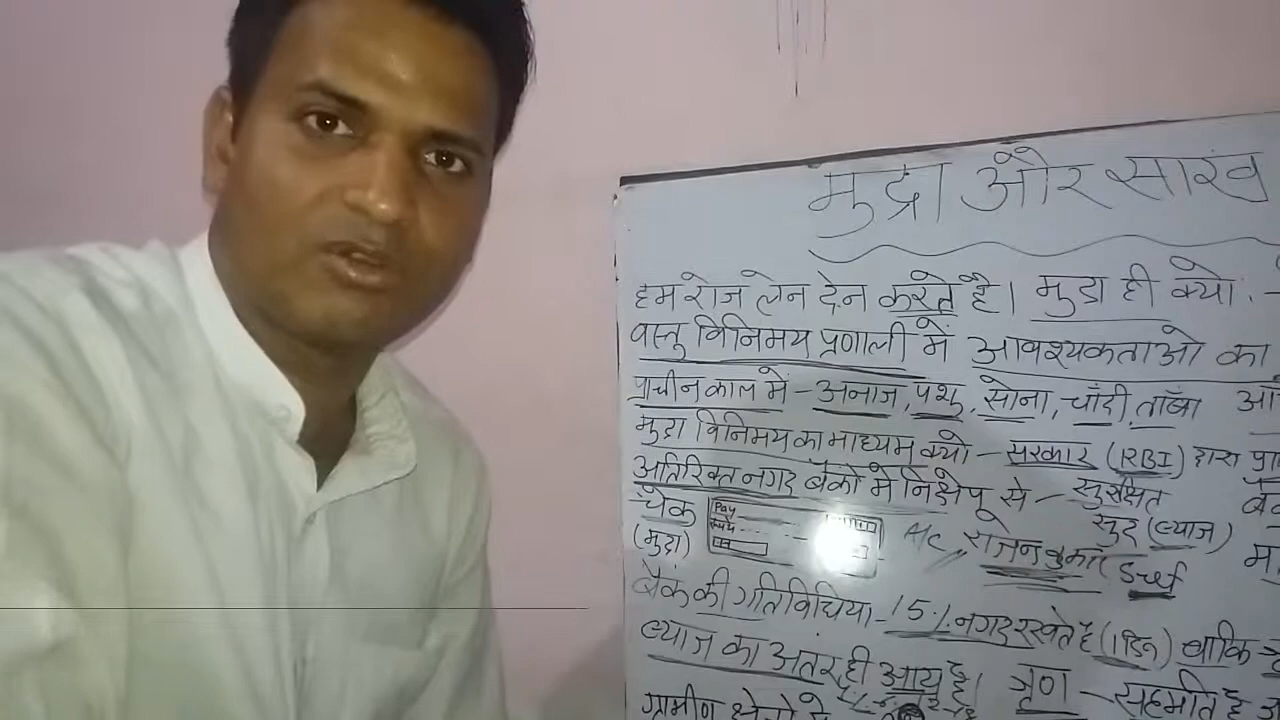 मुद्रा और साख
हम रोज लेन देन करते है। मुडा ही क्यो :-
वास्तु विनिमय प्रणाली में आवश्यकताओ का
प्राचीन काल में - अनाज, पशु, सोना, चाँदी, ताँबा
मुद्रा विनिमय का माध्यम क्यो - सरकार (RBI) द्वारा
अतिरिक्त नगद बैंको में निक्षेप से - सुरक्षित
सुद (ब्याज)
चेक Pay A/c राजन कुमार
(मुद्रा)
बैंक की गतिविधिया - 15% नगद रखते है (1 दिन) बाकि
ब्याज का अंतर ही आय है। ऋण - सहमति है
ग्रामीण क्षेत्रो में